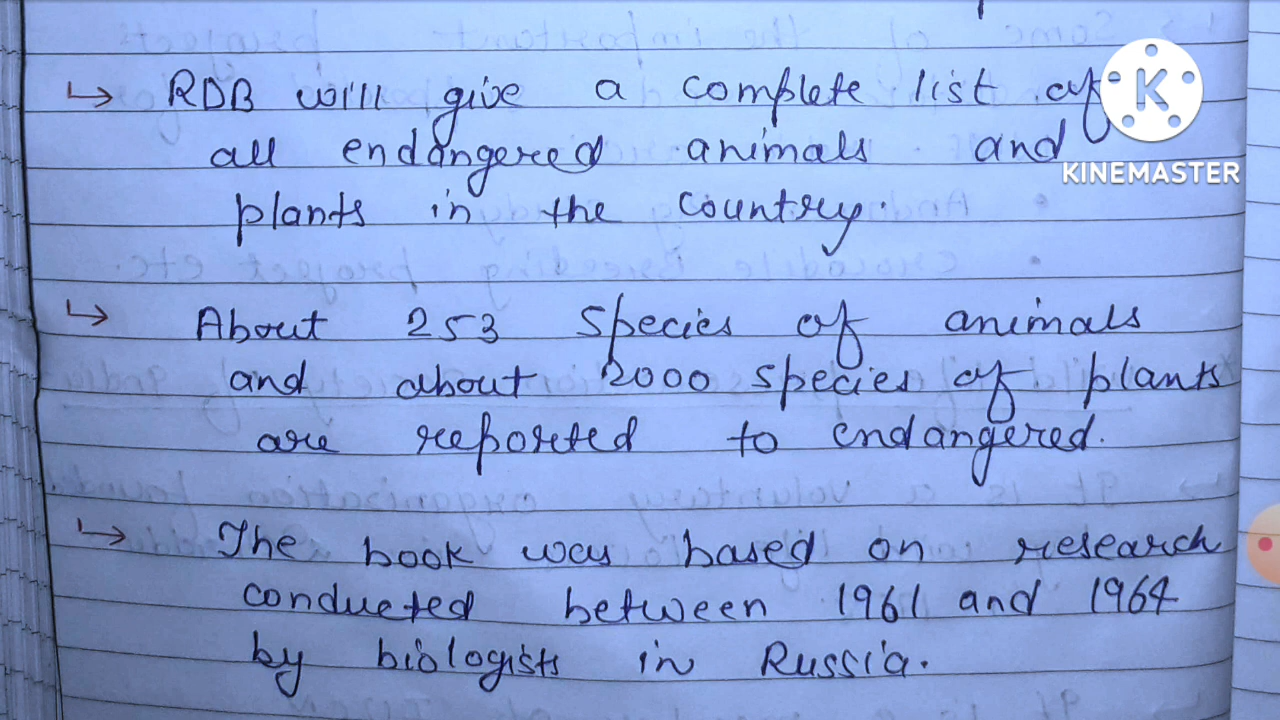 ↳ RDB will give a complete list of
all endangered animals and
plants in the country.
↳ About 253 species of animals
and about 2000 species of plants
are reported to endangered.
↳ The book was based on research
conducted between 1961 and 1964
by biologists in Russia.
K
KINEMASTER